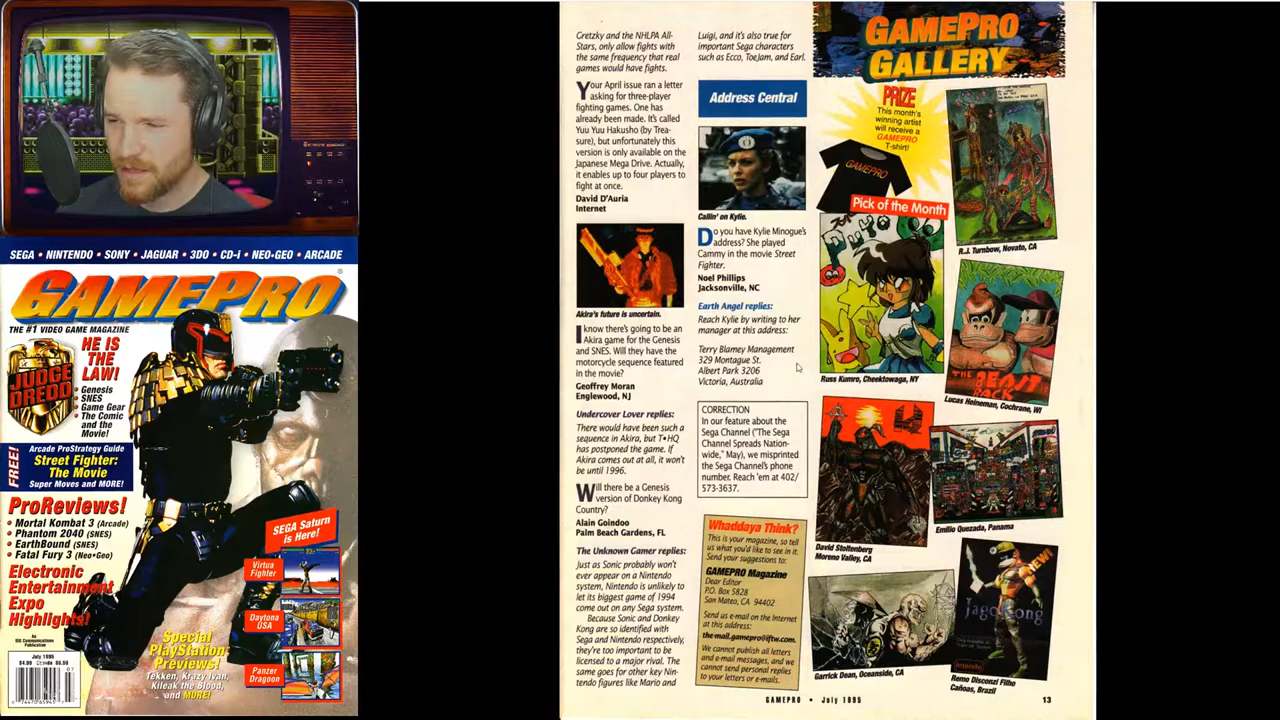 SEGA • NINTENDO • SONY • JAGUAR • 3DO • CD-i • NEO•GEO • ARCADE
GAMEPRO
THE #1 VIDEO GAME MAGAZINE
JUDGE
DREDD
HE IS
THE
LAW!
• Genesis
• SNES
• Game Gear
• The Comic
and the
Movie!
FREE!
Arcade ProStrategy Guide
Street Fighter:
The Movie
Super Moves and MORE!
ProReviews!
• Mortal Kombat 3 (Arcade)
• Phantom 2040 (SNES)
• EarthBound (SNES)
• Fatal Fury 3 (Neo•Geo)
Electronic
Entertainment
Expo
Highlights!
An
IDG Communications
Publication
July 1995
SEGA Saturn
is Here!
Virtua
Fighter
Daytona
USA
Panzer
Dragoon
Special
PlayStation
Previews!
Tekken, Krazy Ivan,
Kileak the Blood,
and MORE!
Gretzky and the NHLPA All-
Stars, only allow fights with
the same frequency that real
games would have fights.
Your April issue ran a letter
asking for three-player
fighting games. One has
already been made. It's called
Yuu Yuu Hakusho (by Trea-
sure), but unfortunately this
version is only available on the
Japanese Mega Drive. Actually,
it enables up to four players to
fight at once.
David D'Auria
Internet
Akira's future is uncertain.
I know there's going to be an
Akira game for the Genesis
and SNES. Will they have the
motorcycle sequence featured
in the movie?
Geoffrey Moran
Englewood, NJ
Undercover Lover replies:
There would have been such a
sequence in Akira, but T•HQ
has postponed the game. If
Akira comes out at all, it won't
be until 1996.
Will there be a Genesis
version of Donkey Kong
Country?
Alain Goindoo
Palm Beach Gardens, FL
The Unknown Gamer replies:
Just as Sonic probably won't
ever appear on a Nintendo
system, Nintendo is unlikely to
let its biggest game of 1994
come out on any Sega system.
Because Sonic and Donkey
Kong are so identified with
Sega and Nintendo respectively,
they're too important to be
licensed to a major rival. The
same goes for other key Nin-
tendo figures like Mario and
Luigi, and it's also true for
important Sega characters
such as Ecco, ToeJam, and Earl.
Address Central
Callin' on Kylie.
Do you have Kylie Minogue's
address? She played
Cammy in the movie Street
Fighter.
Noel Phillips
Jacksonville, NC
Earth Angel replies:
Reach Kylie by writing to her
manager at this address:
Terry Blamey Management
329 Montague St.
Albert Park 3206
Victoria, Australia
CORRECTION
In our feature about the
Sega Channel ("The Sega
Channel Spreads Nation-
wide," May), we misprinted
the Sega Channel's phone
number. Reach 'em at 402/
573-3637.
Whaddaya Think?
This is your magazine, so tell
us what you'd like to see in it.
Send your suggestions to:
GAMEPRO Magazine
Dear Editor
P.O. Box 5828
San Mateo, CA 94402
Send us e-mail on the Internet
at this address:
the-mail.gamepro@iftw.com.
We cannot publish all letters
and e-mail messages, and we
cannot send personal replies
to your letters or e-mails.
GAMEPRO
GALLERY
PRIZE
This month's
winning artist
will receive a
GAMEPRO
T-shirt!
GAMEPRO
Pick of the Month
R.J. Turnbow, Novato, CA
Russ Kumro, Cheektowaga, NY
THE BEAST
IS BACK
Lucas Heineman, Cochrane, WI
David Stoltenberg
Moreno Valley, CA
Emilio Quezada, Panama
Garrick Dean, Oceanside, CA
Jago Kong
Nintendo
Remo Disconzi Filho
Cañoas, Brazil
GAMEPRO • July 1995
13